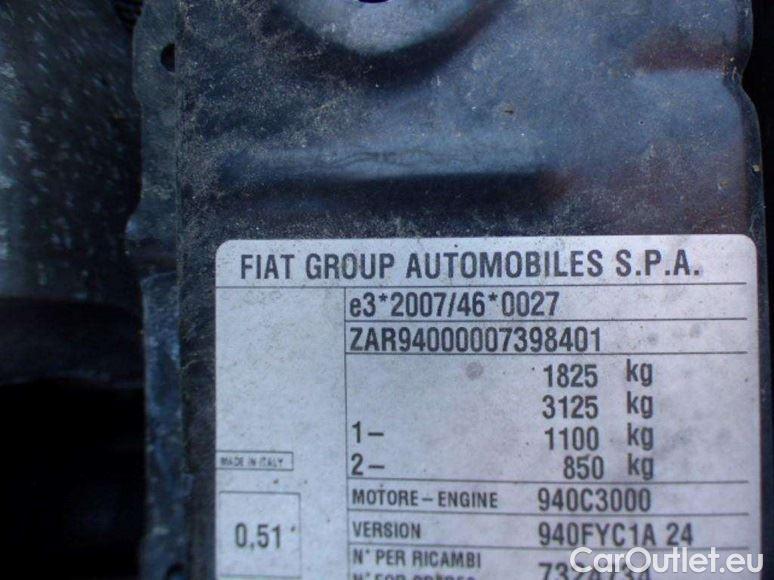 FIAT GROUP AUTOMOBILES S.P.A.
e3*2007/46*0027
ZAR94000007398401
1825 kg
3125 kg
1- 1100 kg
2- 850 kg
MADE IN ITALY
MOTORE-ENGINE 940C3000
0,51 VERSION 940FYC1A 24
N° PER RICAMBI
CarOutlet.eu